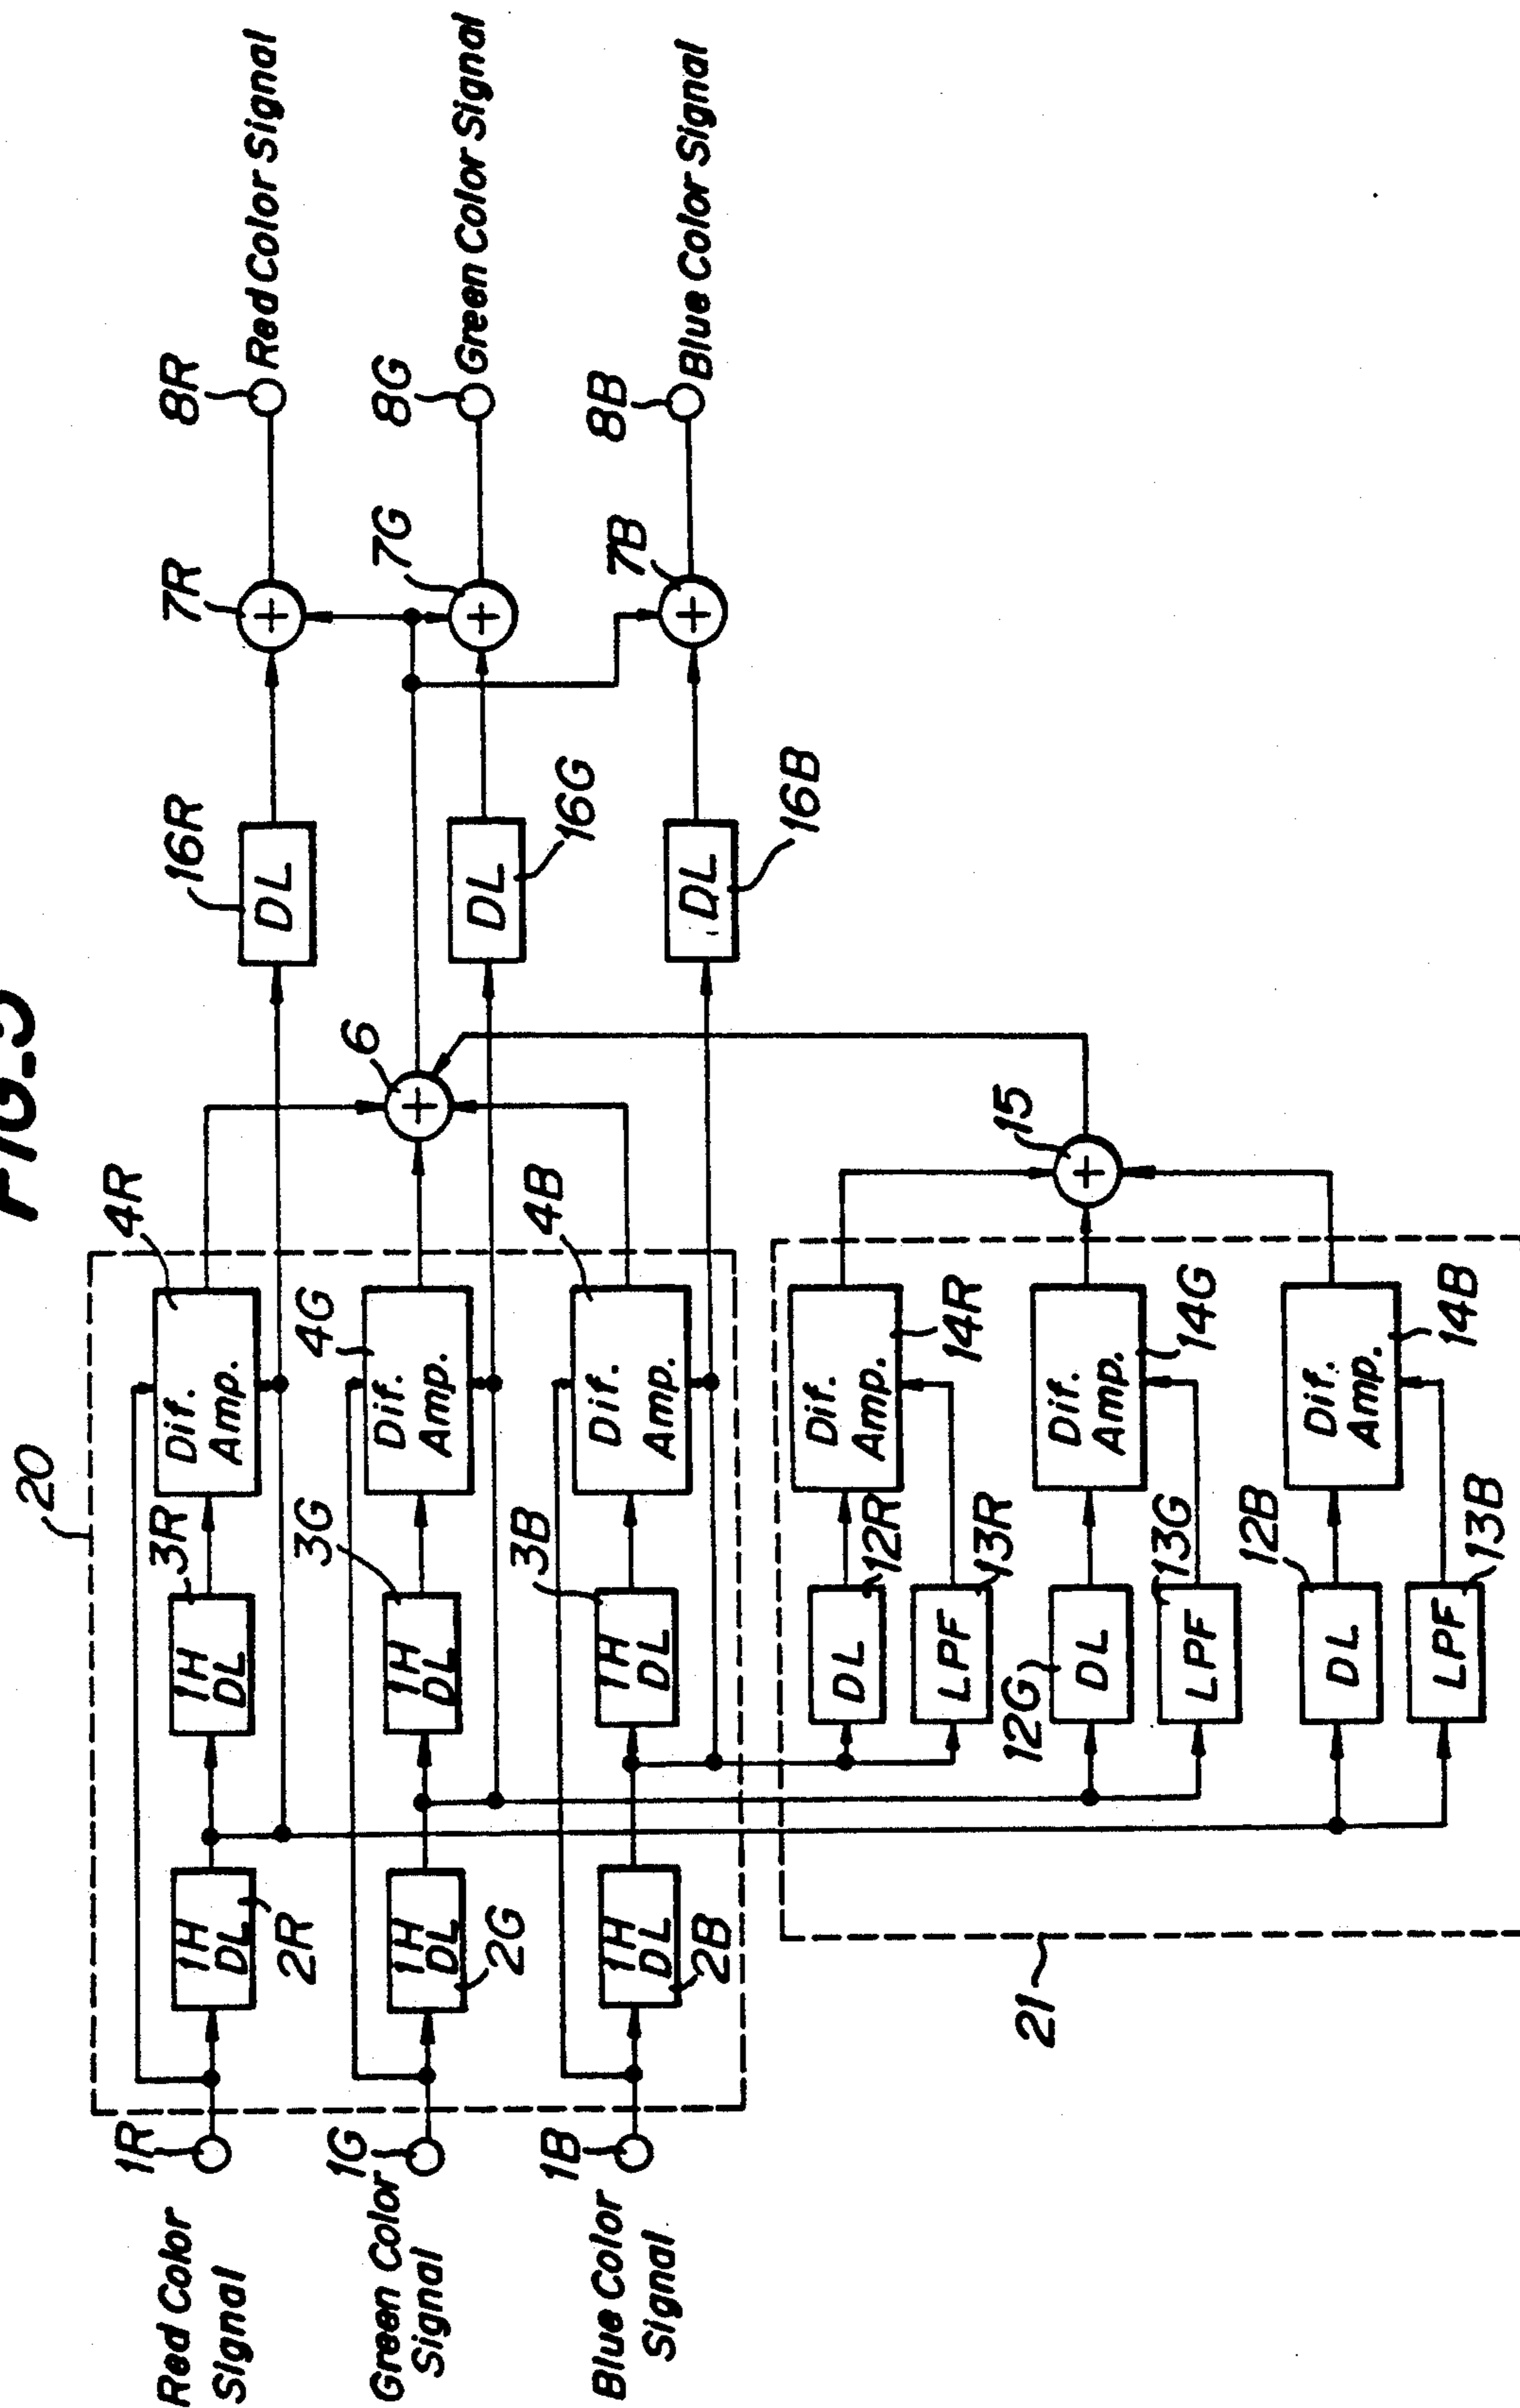 FIG_5
20
4R
3R
1H
DL
Dif.
Amp.
1R
Red Color
Signal
1H
DL
2R
6
16R
DL
7R
8R
Red Color Signal
4G
3G
1H
DL
Dif.
Amp.
1G
Green Color
Signal
1H
DL
2G
DL
16G
7G
8G
Green Color Signal
4B
3B
1H
DL
Dif.
Amp.
1B
Blue Color
Signal
1H
DL
2B
DL
16B
7B
8B
Blue Color Signal
21
DL
12R
Dif.
Amp.
14R
LPF
13R
15
12G
DL
Dif.
Amp.
14G
LPF
13G
12B
DL
Dif.
Amp.
14B
LPF
13B